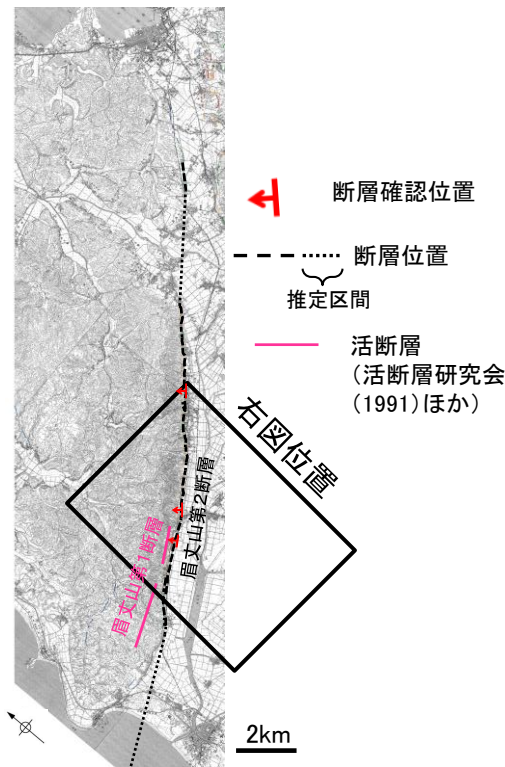 断層確認位置
断層位置
推定区間
活断層
(活断層研究会
(1991)ほか)
右図位置
眉丈山第2断層
眉丈山第1断層
2km